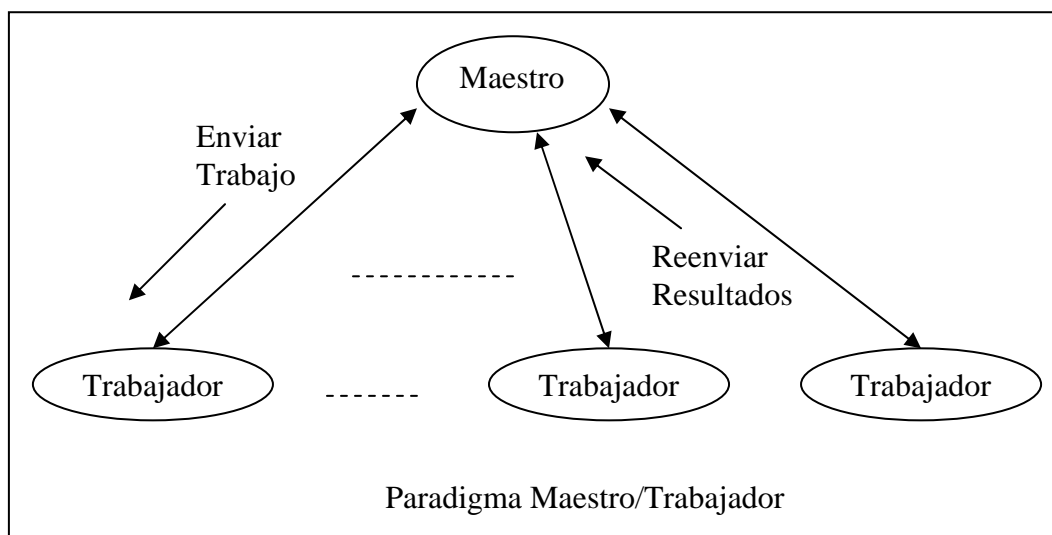 Maestro
Enviar
Trabajo
Reenviar
Resultados
Trabajador
Trabajador
Trabajador
Paradigma Maestro/Trabajador